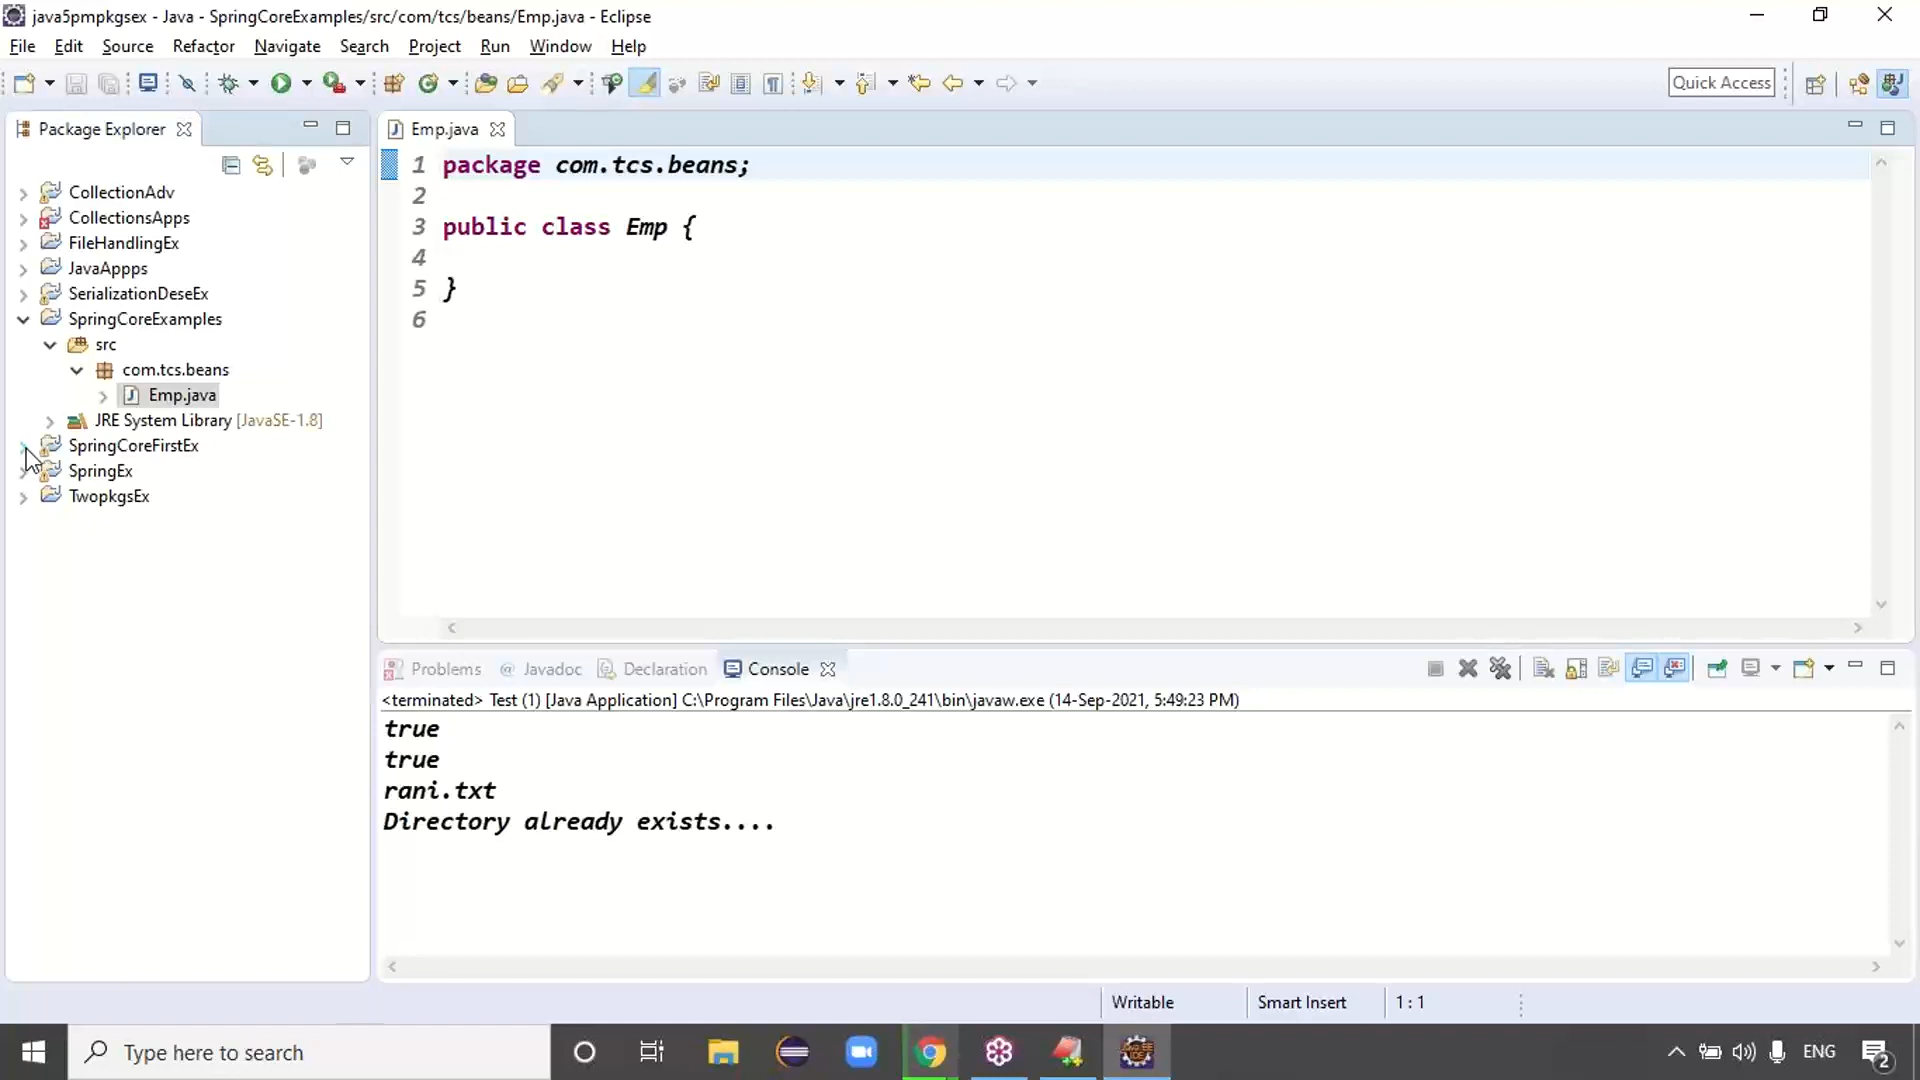 java5pmpkgsex - Java - SpringCoreExamples/src/com/tcs/beans/Emp.java - Eclipse
File Edit Source Refactor Navigate Search Project Run Window Help
Quick Access
Package Explorer
CollectionAdv
CollectionsApps
FileHandlingEx
JavaAppps
SerializationDeseEx
SpringCoreExamples
src
com.tcs.beans
Emp.java
JRE System Library [JavaSE-1.8]
SpringCoreFirstEx
SpringEx
TwopkgsEx
Emp.java
1 package com.tcs.beans;
2
3 public class Emp {
4
5 }
6
Problems @ Javadoc Declaration Console
<terminated> Test (1) [Java Application] C:\Program Files\Java\jre1.8.0_241\bin\javaw.exe (14-Sep-2021, 5:49:23 PM)
true
true
rani.txt
Directory already exists....
Writable Smart Insert 1 : 1
Type here to search
ENG
2